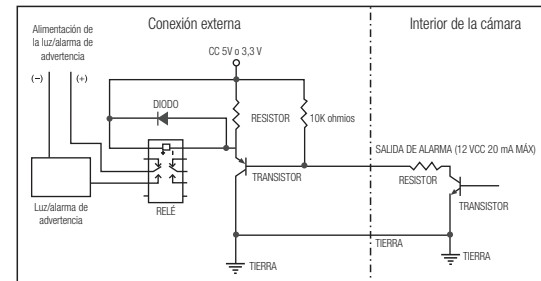 Conexión externa
Interior de la cámara
Alimentación de
la luz/alarma de
advertencia
(–) (+)
CC 5V o 3,3 V
DIODO
RESISTOR
10K ohmios
SALIDA DE ALARMA (12 VCC 20 mA MÁX)
RESISTOR
TRANSISTOR
TRANSISTOR
RELÉ
Luz/alarma de
advertencia
TIERRA
TIERRA
TIERRA